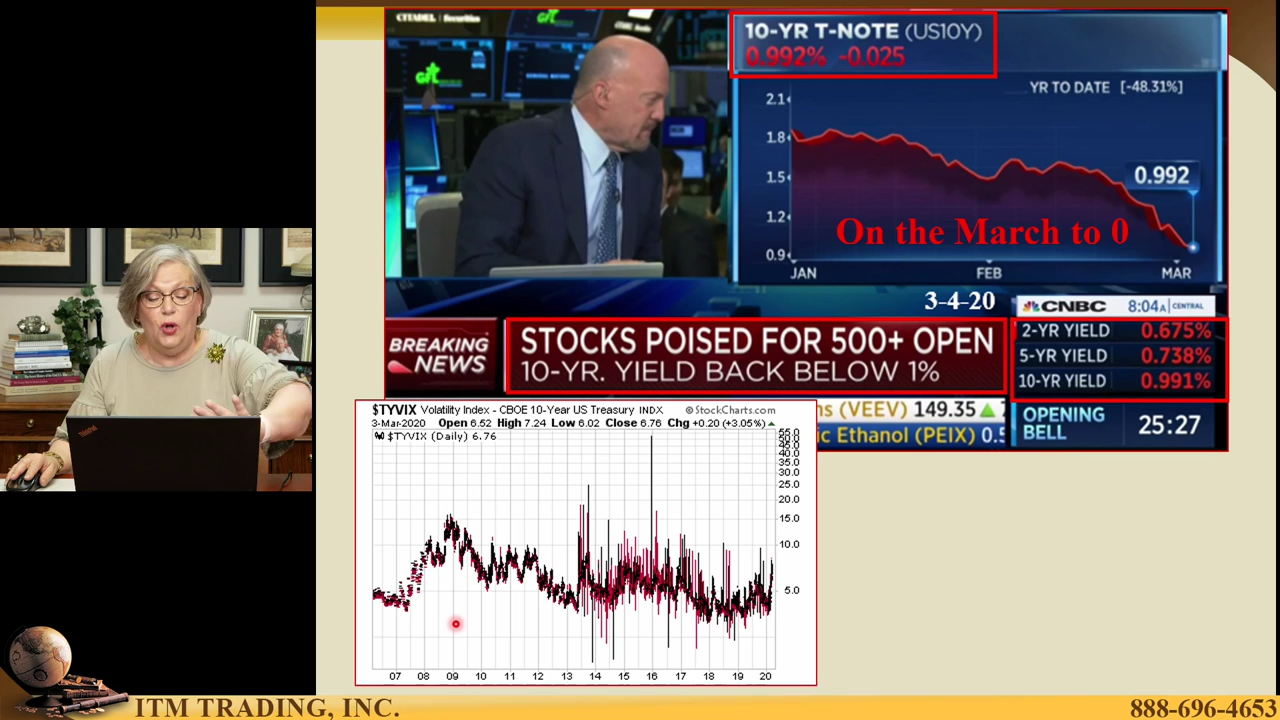 CITADEL | Securities
10-YR T-NOTE (US10Y)
0.992% -0.025
YR TO DATE [-48.31%]
2.1
1.8
1.5
1.2
0.9
0.992
On the March to 0
JAN FEB MAR
3-4-20
CNBC 8:04A CENTRAL
BREAKING NEWS
STOCKS POISED FOR 500+ OPEN
10-YR. YIELD BACK BELOW 1%
2-YR YIELD 0.675%
5-YR YIELD 0.738%
10-YR YIELD 0.991%
(VEEV) 149.35
Ethanol (PEIX)
OPENING BELL 25:27
$TYVIX Volatility Index - CBOE 10-Year US Treasury INDX © StockCharts.com
3-Mar-2020 Open 6.52 High 7.24 Low 6.02 Close 6.76 Chg +0.20 (+3.05%)
$TYVIX (Daily) 6.76
55.0
50.0
45.0
40.0
35.0
30.0
25.0
20.0
15.0
10.0
5.0
07 08 09 10 11 12 13 14 15 16 17 18 19 20
ThinkPad
ITM TRADING, INC.
888-696-4653